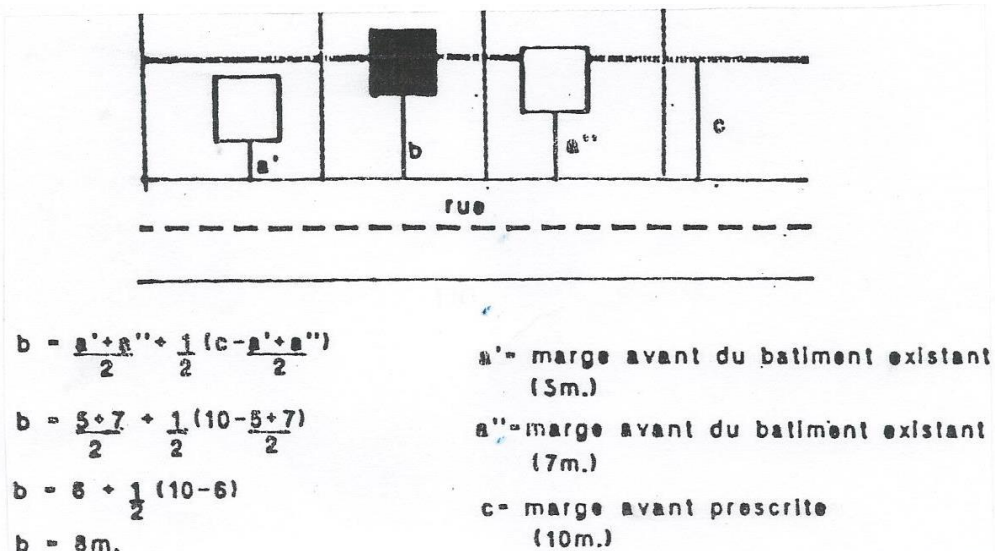 a'
b
a''
c
rue
b = a'+a''/2 + 1/2 (c-a'+a''/2)
b = 5+7/2 + 1/2 (10-5+7/2)
b = 6 + 1/2 (10-6)
b = 8m.
a'= marge avant du batiment existant
(5m.)
a''=marge avant du batiment existant
(7m.)
c= marge avant prescrite
(10m.)